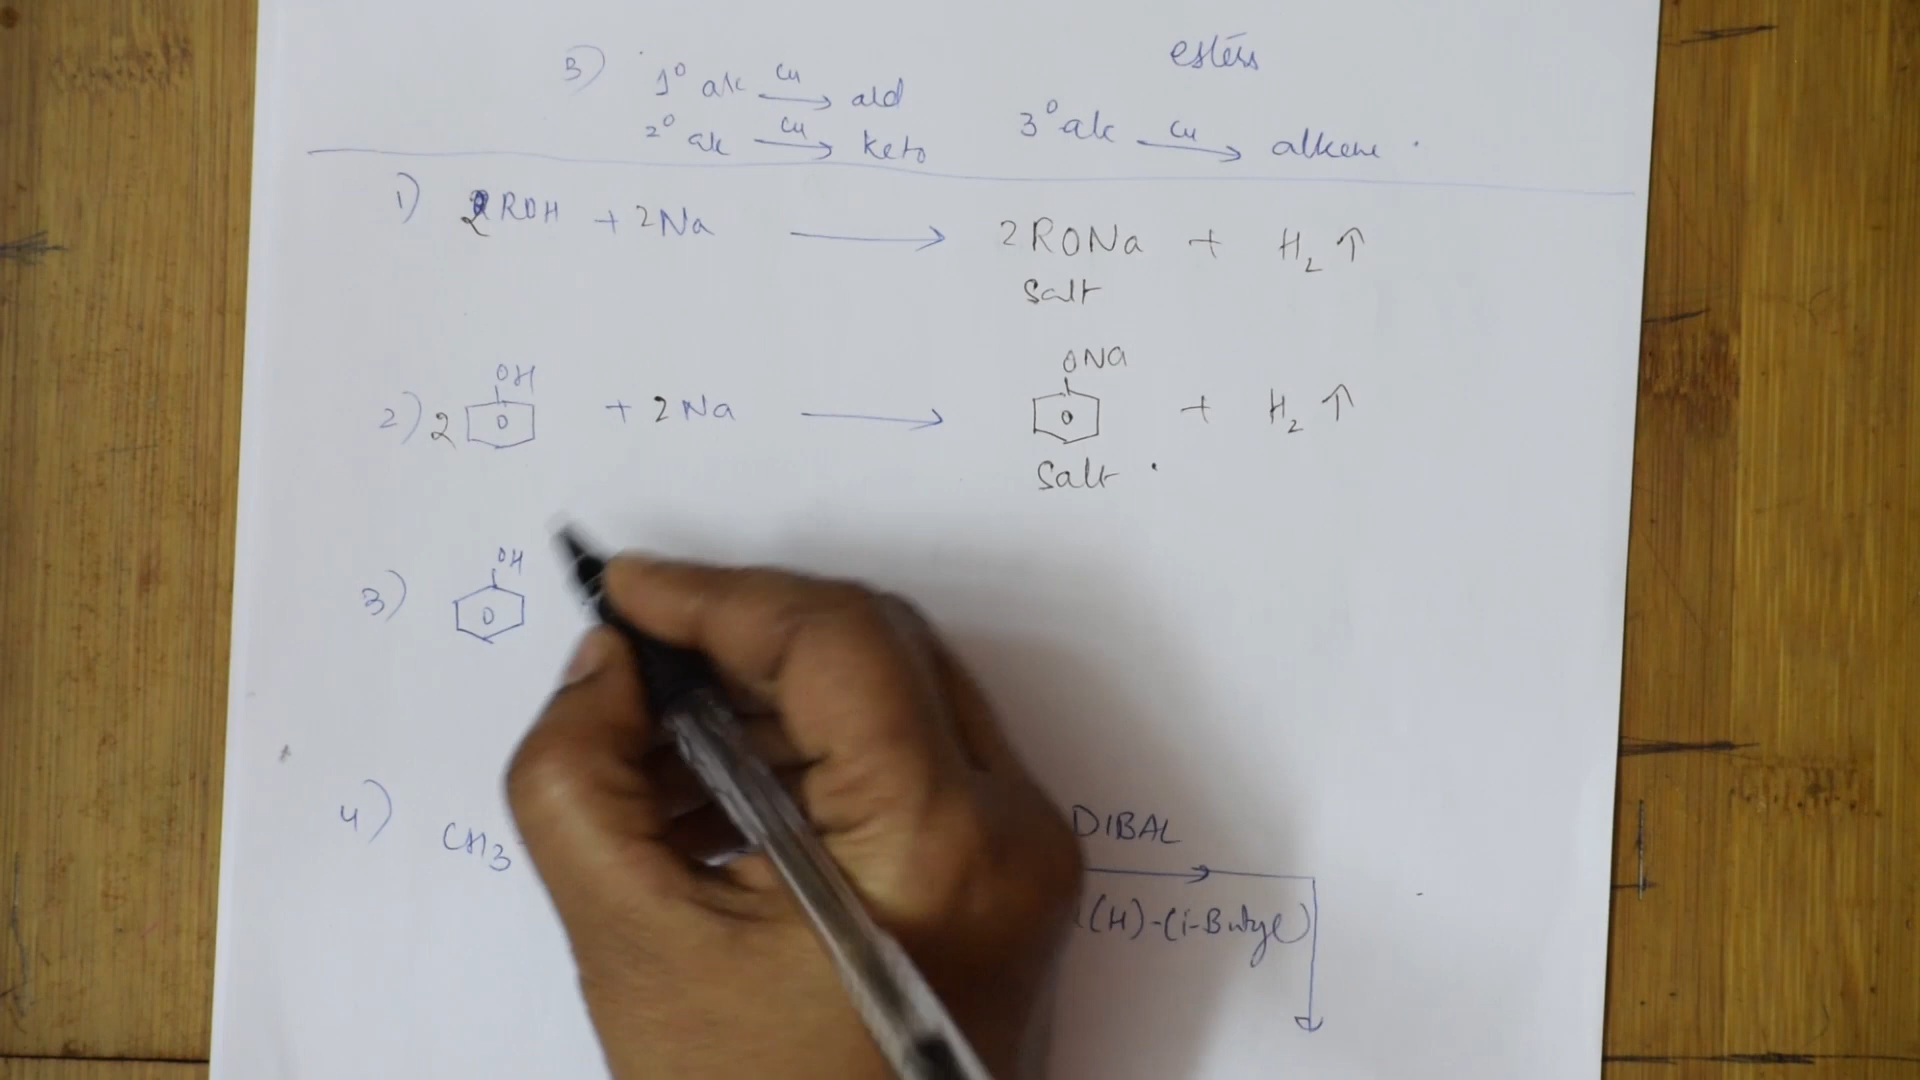 esters
3) 1° alc Cu→ ald
2° alc Cu→ keto 3° alc Cu→ alkene .
1) 2ROH + 2Na → 2RONa + H2 ↑
Salt
2) 2 OH + 2Na → ONa + H2 ↑
Salt .
3) OH
4) CH3 DIBAL
(H)-(i-Butyl)